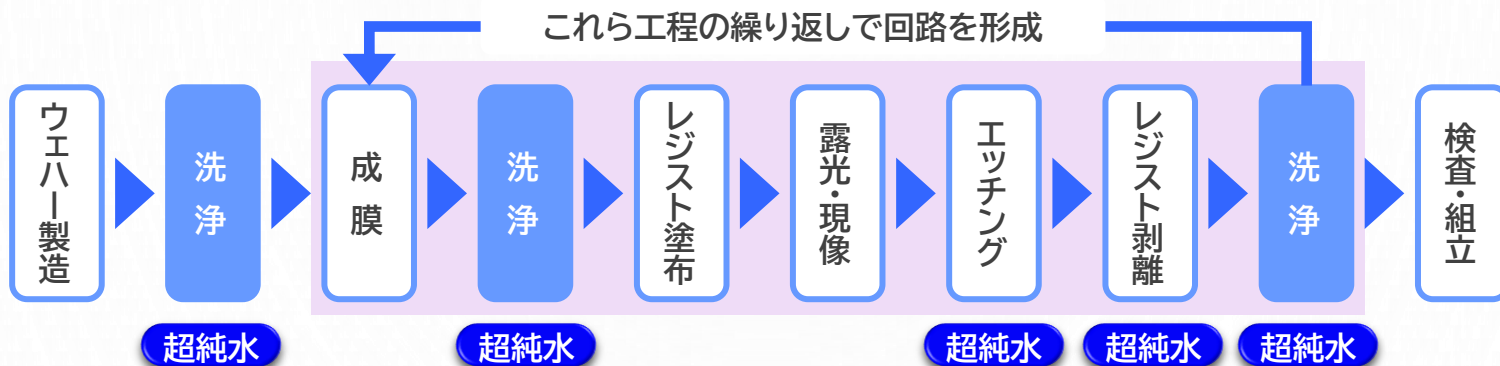 これら工程の繰り返しで回路を形成
ウェハー製造
洗浄
成膜
洗浄
レジスト塗布
露光・現像
エッチング
レジスト剥離
洗浄
検査・組立
超純水
超純水
超純水
超純水
超純水